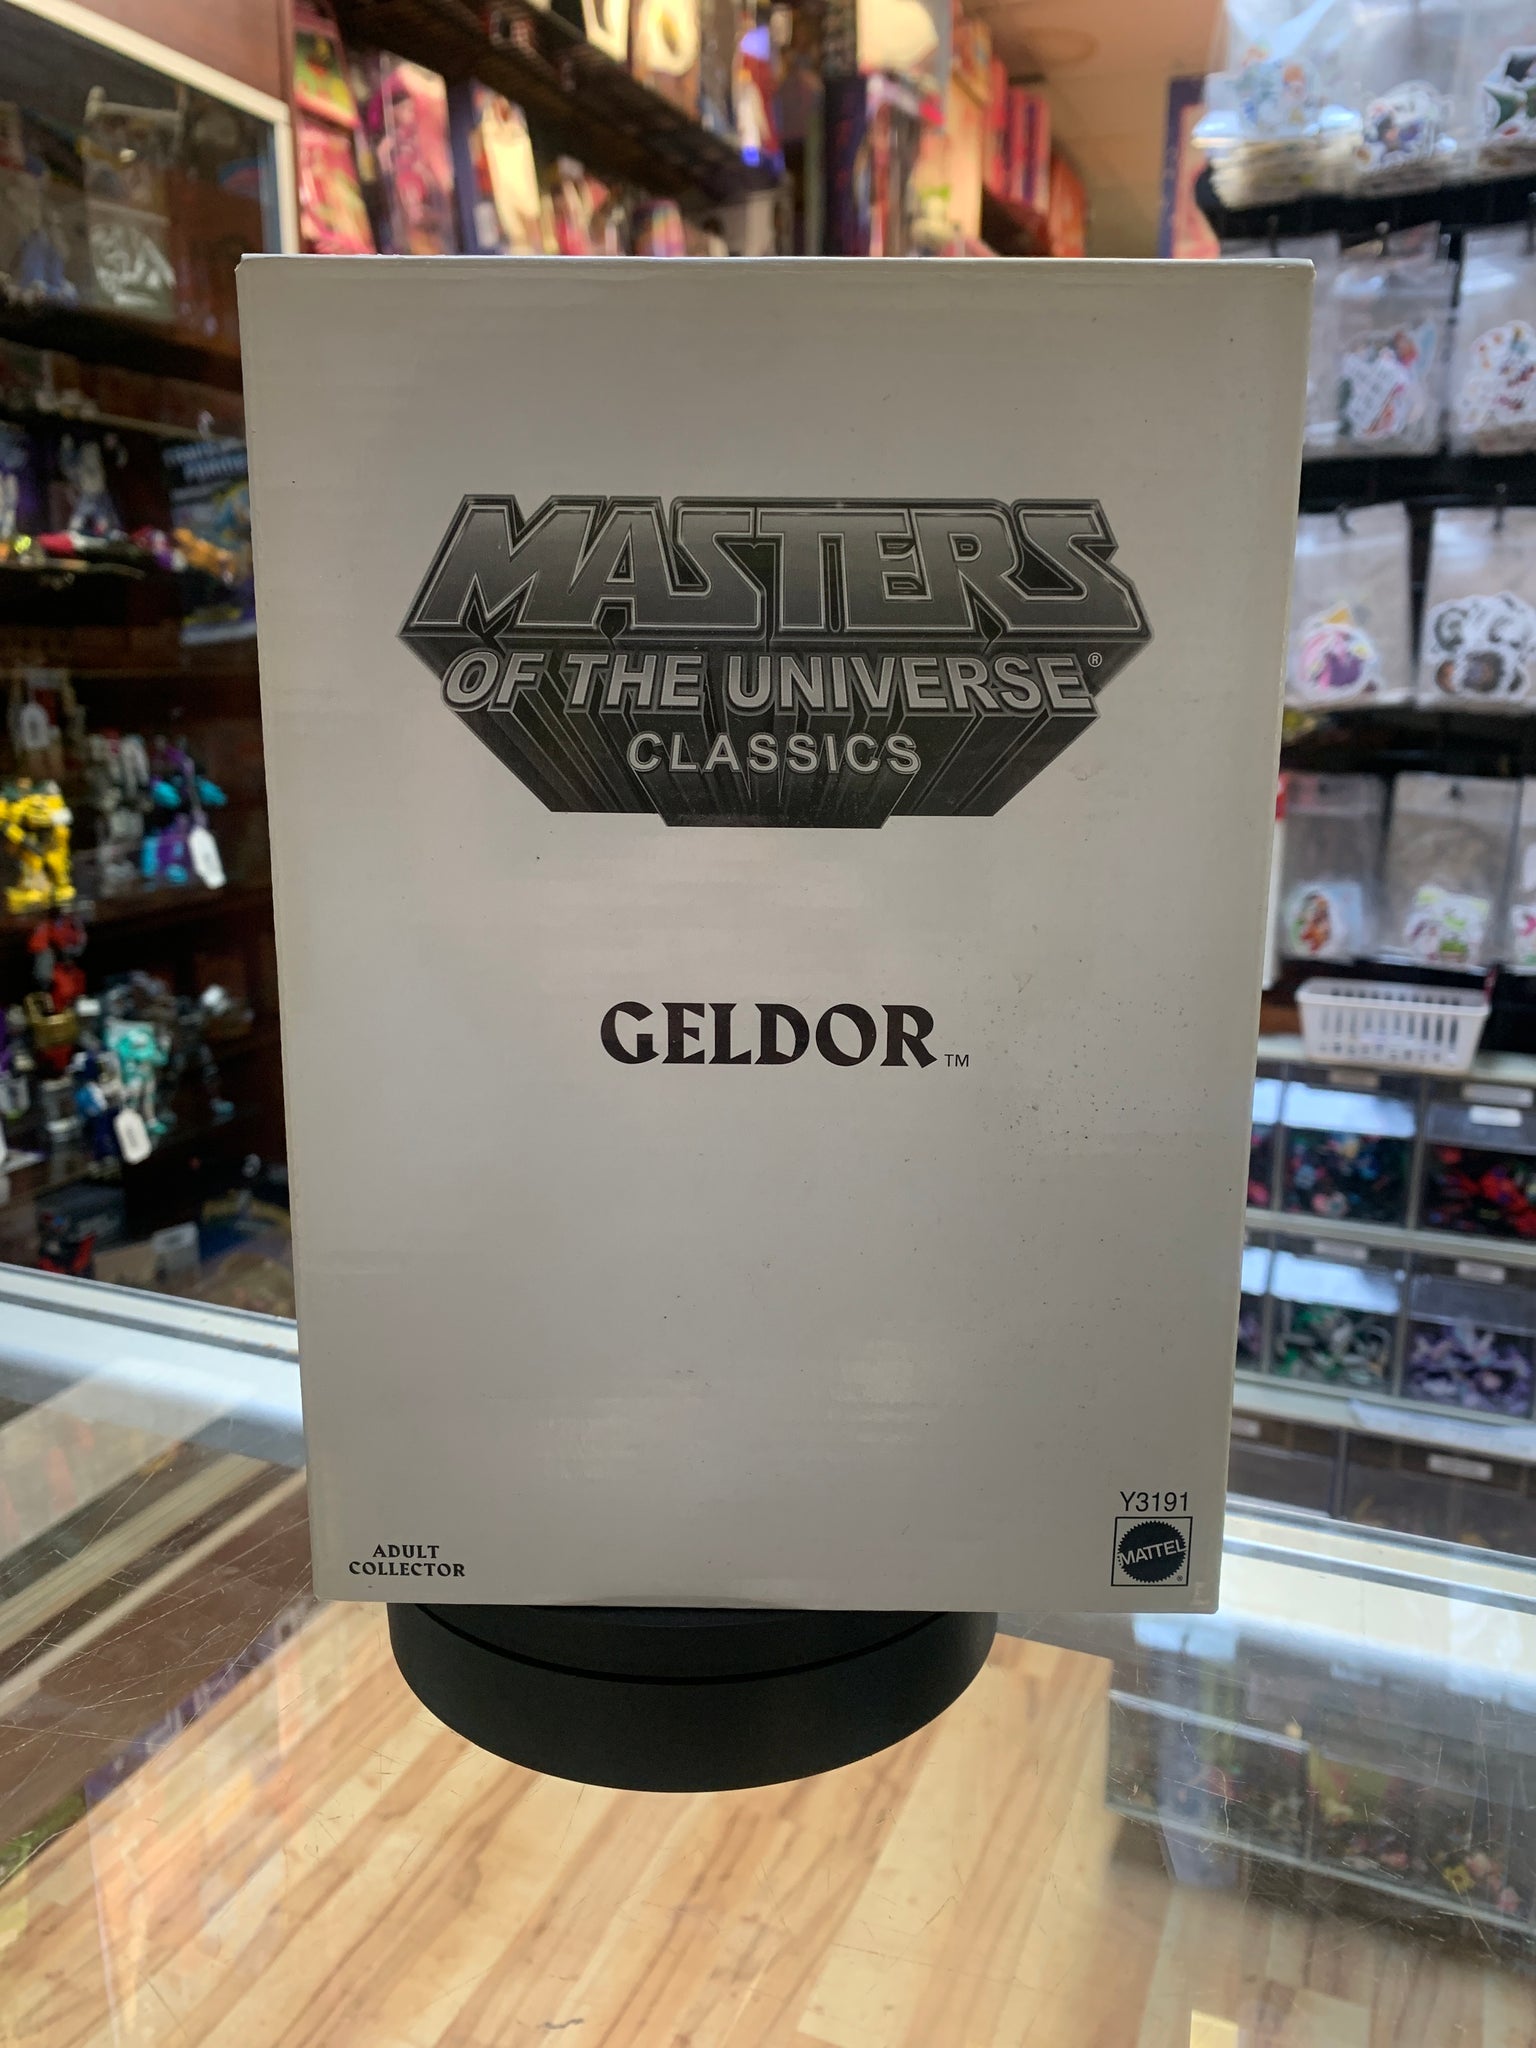 MASTERS
OF THE UNIVERSE®
CLASSICS
GELDOR™
Y3191
ADULT
COLLECTOR
MATTEL®